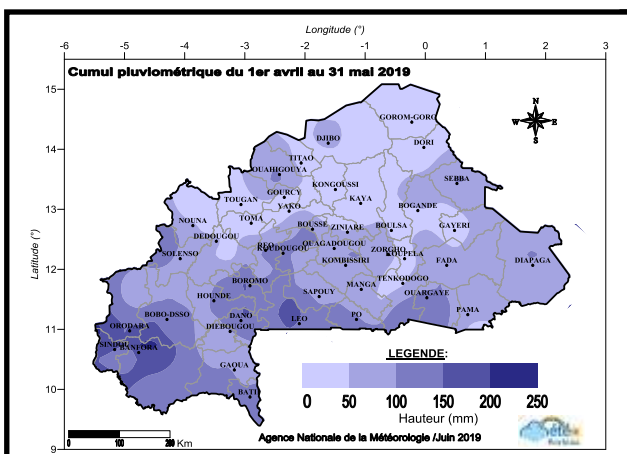 Longitude (°)
-6 -5 -4 -3 -2 -1 0 1 2 3
Cumul pluviométrique du 1er avril au 31 mai 2019
15
14
13
12
11
10
9
Latitude (°)
N
W E
S
GOROM-GORO
DJIBO
DORI
TITAO
OUAHIGOUYA
SEBBA
KONGOUSSI
GOURCY
TOUGAN
KAYA
YAKO
BOGANDE
NOUNA
TOMA
BOUSSE
ZINIARE
BOULSA
GAYERI
DEDOUGOU
REO
KOUDOUGOU
OUAGADOUGOU
ZORGHO
KOUPELA
SOLENSO
KOMBISSIRI
FADA
DIAPAGA
BOROMO
TENKODOGO
MANGA
HOUNDE
SAPOUY
OUARGAYE
BOBO-DSSO
DANO
LEO
PO
PAMA
ORODARA
DIEBOUGOU
SINDOU
BANFORA
GAOUA
BATI
LEGENDE:
0 50 100 150 200 250
Hauteur (mm)
0 100 200 Km
Agence Nationale de la Météorologie /Juin 2019